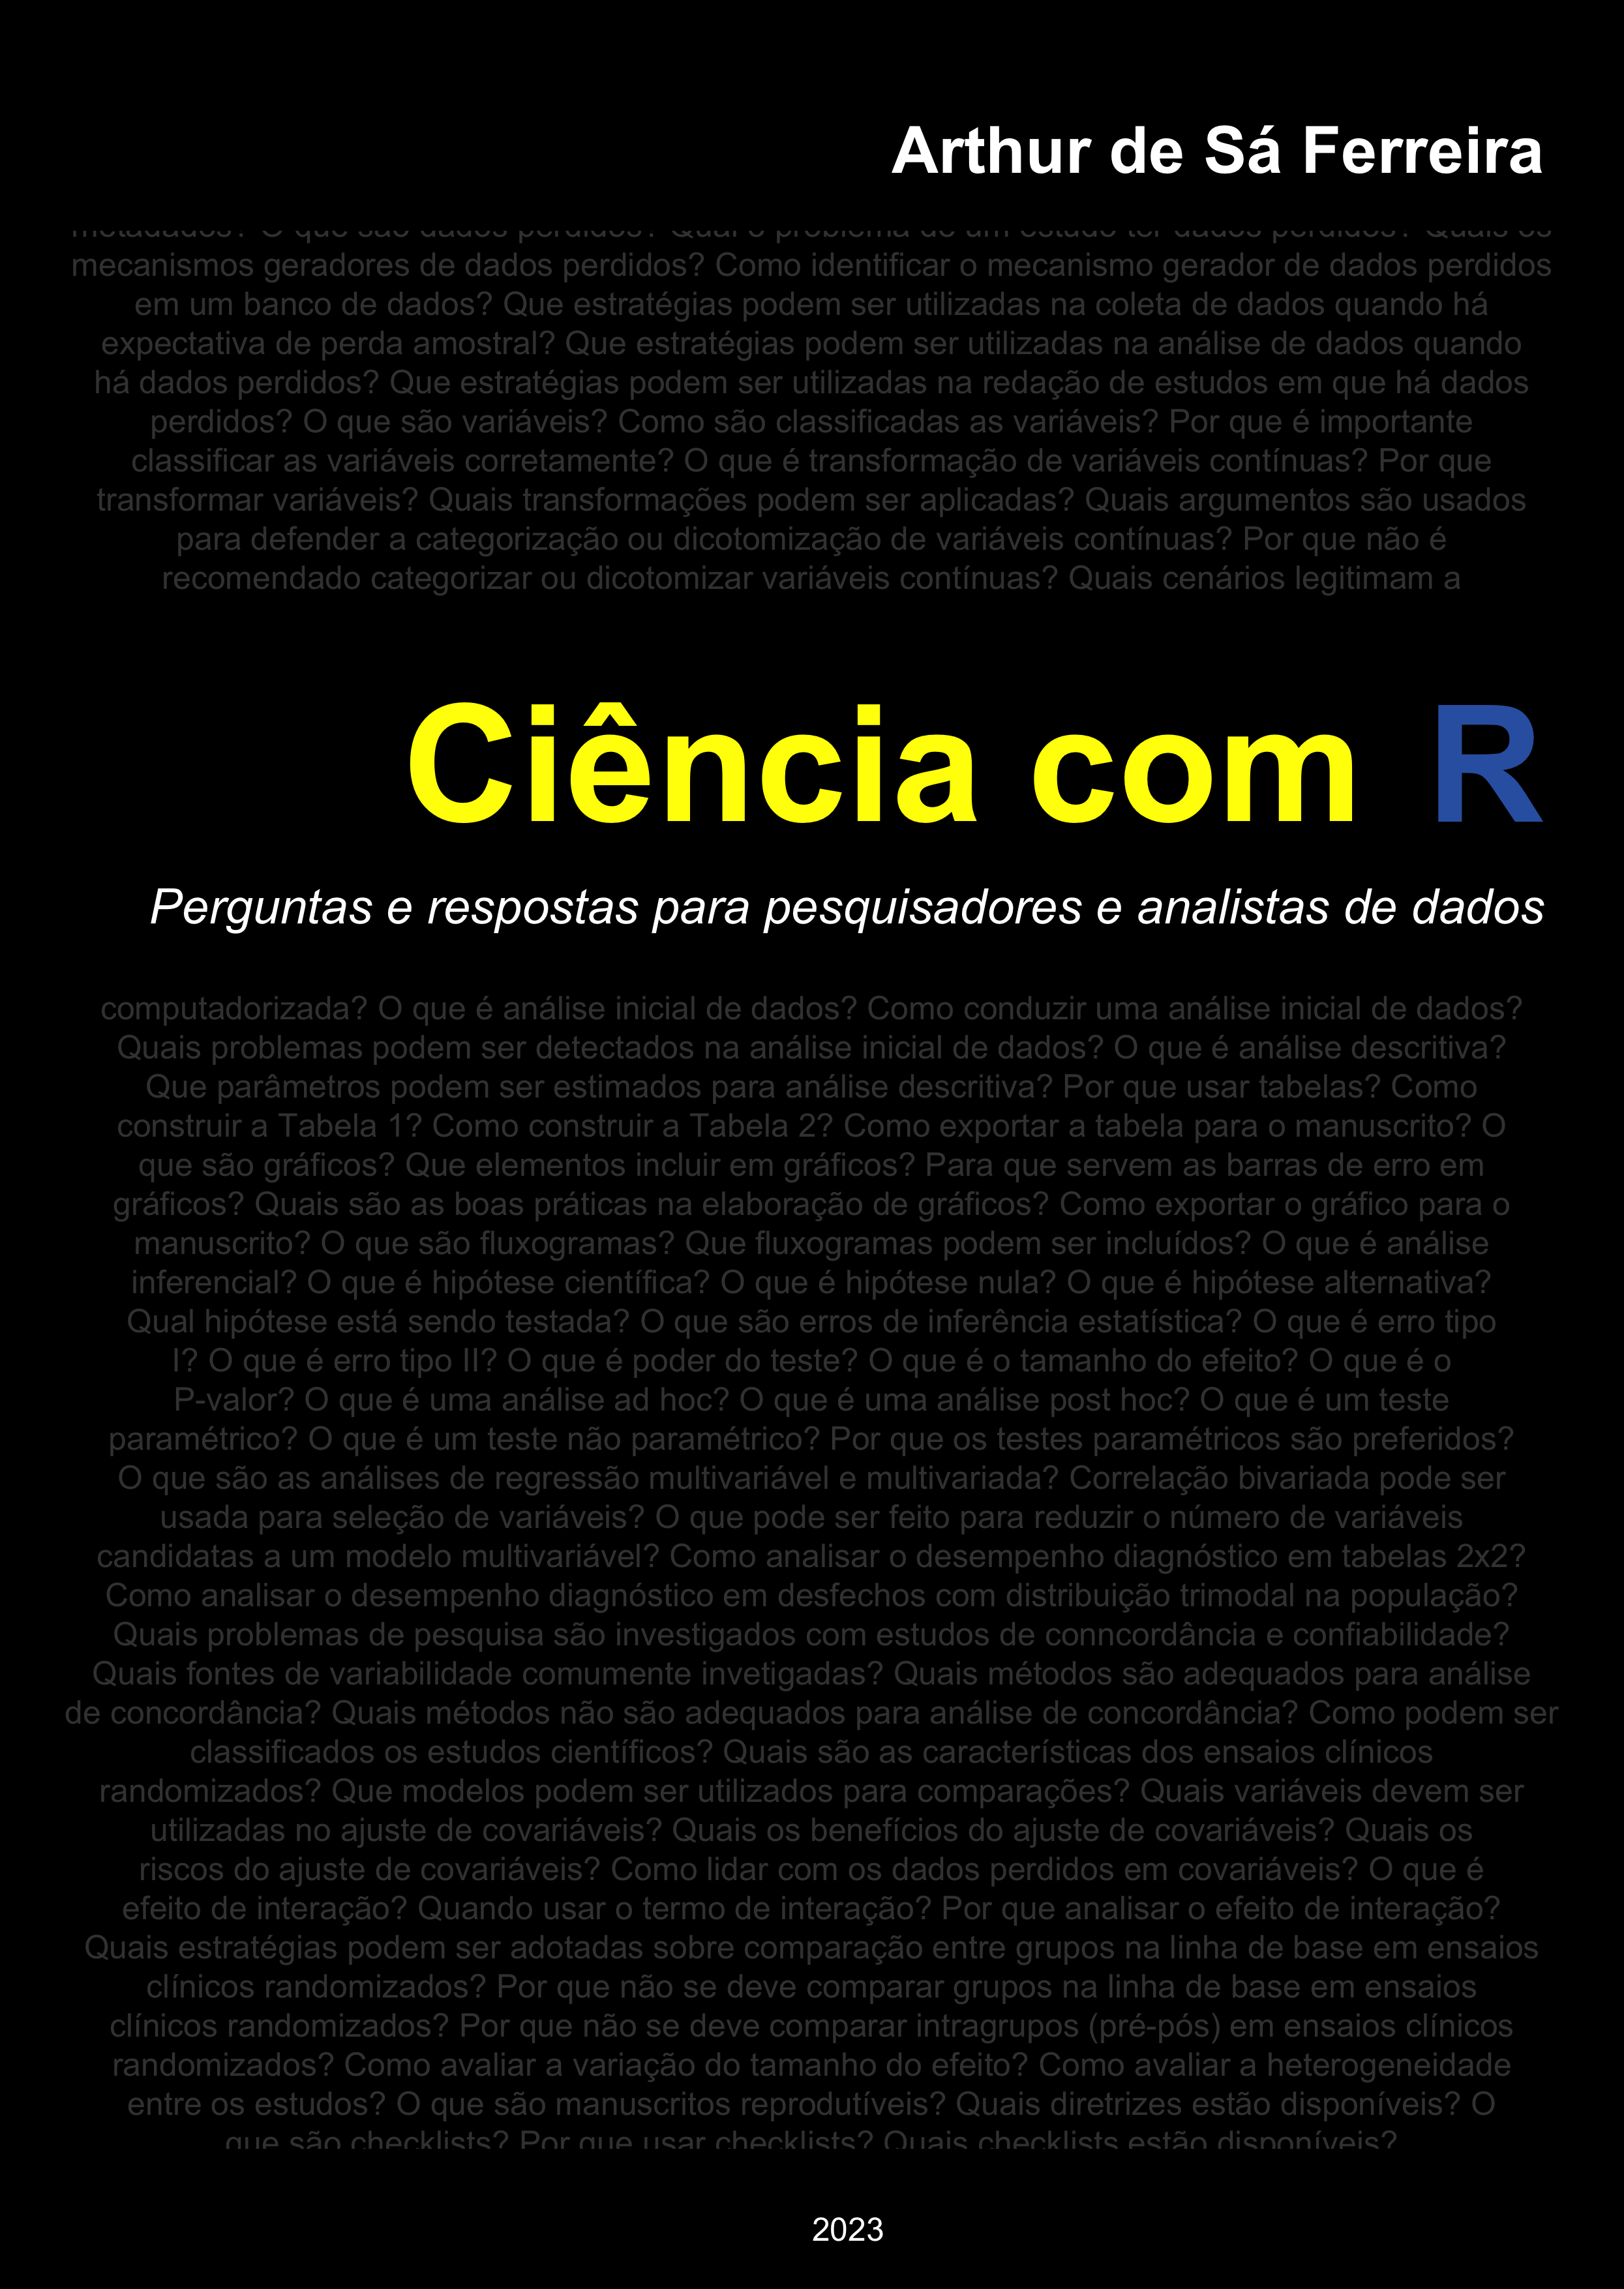 Arthur de Sá Ferreira
metadados? O que são dados perdidos? Qual o problema de um estudo ter dados perdidos? Quais os
mecanismos geradores de dados perdidos? Como identificar o mecanismo gerador de dados perdidos
em um banco de dados? Que estratégias podem ser utilizadas na coleta de dados quando há
expectativa de perda amostral? Que estratégias podem ser utilizadas na análise de dados quando
há dados perdidos? Que estratégias podem ser utilizadas na redação de estudos em que há dados
perdidos? O que são variáveis? Como são classificadas as variáveis? Por que é importante
classificar as variáveis corretamente? O que é transformação de variáveis contínuas? Por que
transformar variáveis? Quais transformações podem ser aplicadas? Quais argumentos são usados
para defender a categorização ou dicotomização de variáveis contínuas? Por que não é
recomendado categorizar ou dicotomizar variáveis contínuas? Quais cenários legitimam a
Ciência com R
Perguntas e respostas para pesquisadores e analistas de dados
computadorizada? O que é análise inicial de dados? Como conduzir uma análise inicial de dados?
Quais problemas podem ser detectados na análise inicial de dados? O que é análise descritiva?
Que parâmetros podem ser estimados para análise descritiva? Por que usar tabelas? Como
construir a Tabela 1? Como construir a Tabela 2? Como exportar a tabela para o manuscrito? O
que são gráficos? Que elementos incluir em gráficos? Para que servem as barras de erro em
gráficos? Quais são as boas práticas na elaboração de gráficos? Como exportar o gráfico para o
manuscrito? O que são fluxogramas? Que fluxogramas podem ser incluídos? O que é análise
inferencial? O que é hipótese científica? O que é hipótese nula? O que é hipótese alternativa?
Qual hipótese está sendo testada? O que são erros de inferência estatística? O que é erro tipo
I? O que é erro tipo II? O que é poder do teste? O que é o tamanho do efeito? O que é o
P-valor? O que é uma análise ad hoc? O que é uma análise post hoc? O que é um teste
paramétrico? O que é um teste não paramétrico? Por que os testes paramétricos são preferidos?
O que são as análises de regressão multivariável e multivariada? Correlação bivariada pode ser
usada para seleção de variáveis? O que pode ser feito para reduzir o número de variáveis
candidatas a um modelo multivariável? Como analisar o desempenho diagnóstico em tabelas 2x2?
Como analisar o desempenho diagnóstico em desfechos com distribuição trimodal na população?
Quais problemas de pesquisa são investigados com estudos de conncordância e confiabilidade?
Quais fontes de variabilidade comumente invetigadas? Quais métodos são adequados para análise
de concordância? Quais métodos não são adequados para análise de concordância? Como podem ser
classificados os estudos científicos? Quais são as características dos ensaios clínicos
randomizados? Que modelos podem ser utilizados para comparações? Quais variáveis devem ser
utilizadas no ajuste de covariáveis? Quais os benefícios do ajuste de covariáveis? Quais os
riscos do ajuste de covariáveis? Como lidar com os dados perdidos em covariáveis? O que é
efeito de interação? Quando usar o termo de interação? Por que analisar o efeito de interação?
Quais estratégias podem ser adotadas sobre comparação entre grupos na linha de base em ensaios
clínicos randomizados? Por que não se deve comparar grupos na linha de base em ensaios
clínicos randomizados? Por que não se deve comparar intragrupos (pré-pós) em ensaios clínicos
randomizados? Como avaliar a variação do tamanho do efeito? Como avaliar a heterogeneidade
entre os estudos? O que são manuscritos reprodutíveis? Quais diretrizes estão disponíveis? O
que são checklists? Por que usar checklists? Quais checklists estão disponíveis?
2023